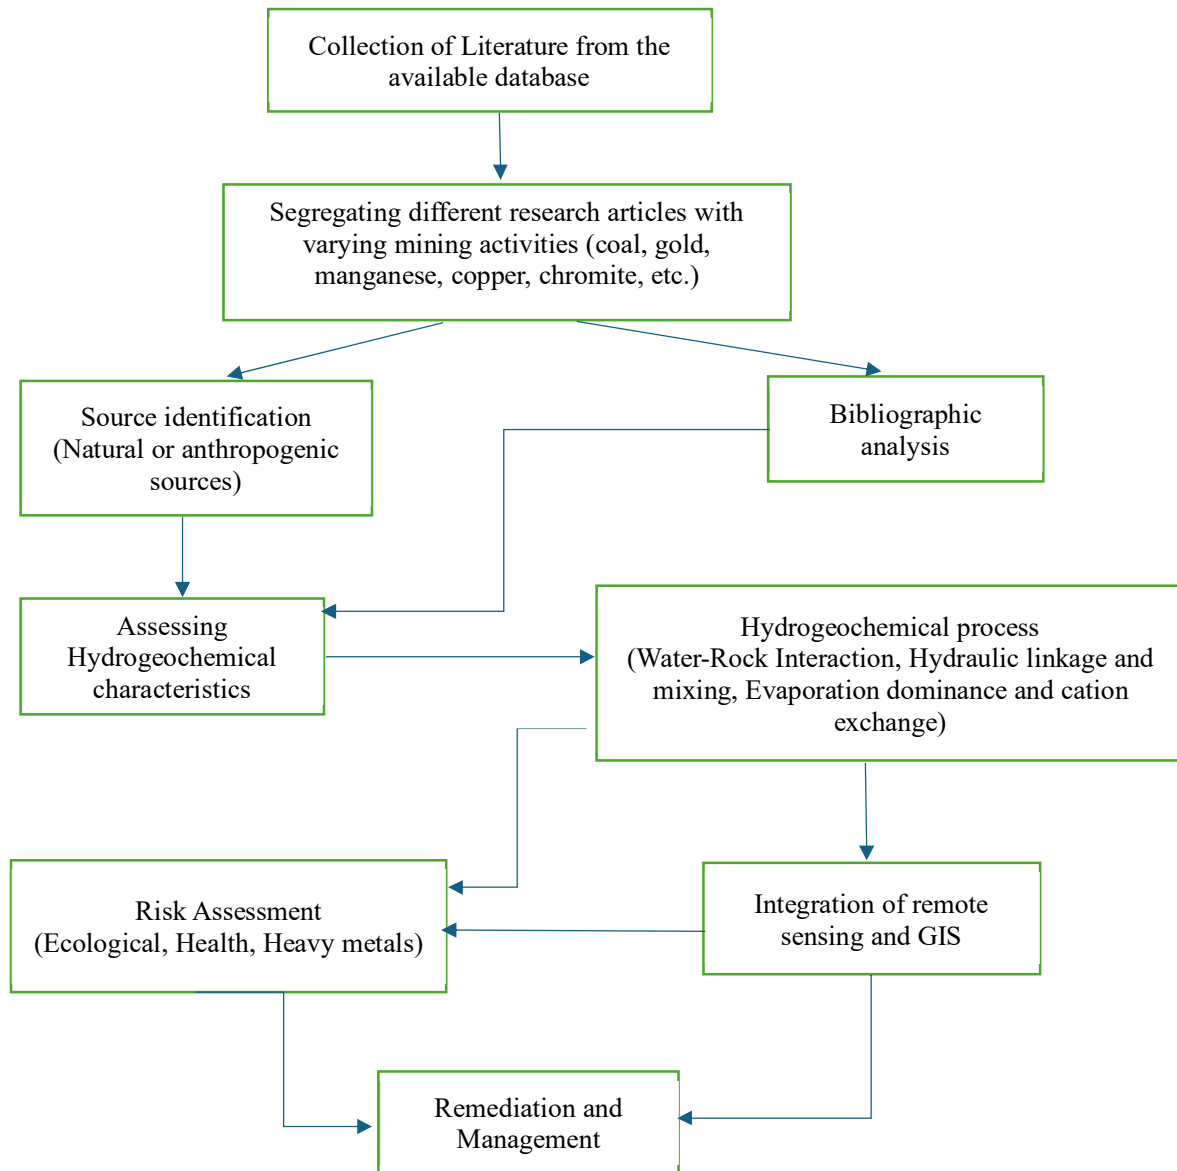 Collection of Literature from the
available database
Segregating different research articles with
varying mining activities (coal, gold,
manganese, copper, chromite, etc.)
Source identification
(Natural or anthropogenic
sources)
Bibliographic
analysis
Assessing
Hydrogeochemical
characteristics
Hydrogeochemical process
(Water-Rock Interaction, Hydraulic linkage and
mixing, Evaporation dominance and cation
exchange)
Risk Assessment
(Ecological, Health, Heavy metals)
Integration of remote
sensing and GIS
Remediation and
Management